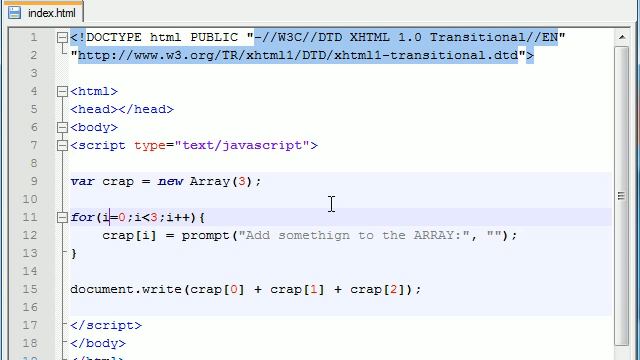 index.html
1 <!DOCTYPE html PUBLIC "-//W3C//DTD XHTML 1.0 Transitional//EN"
2 "http://www.w3.org/TR/xhtml1/DTD/xhtml1-transitional.dtd">
3
4 <html>
5 <head></head>
6 <body>
7 <script type="text/javascript">
8
9 var crap = new Array(3);
10
11 for(i=0;i<3;i++){
12 crap[i] = prompt("Add somethign to the ARRAY:", "");
13 }
14
15 document.write(crap[0] + crap[1] + crap[2]);
16
17 </script>
18 </body>
19 </html>